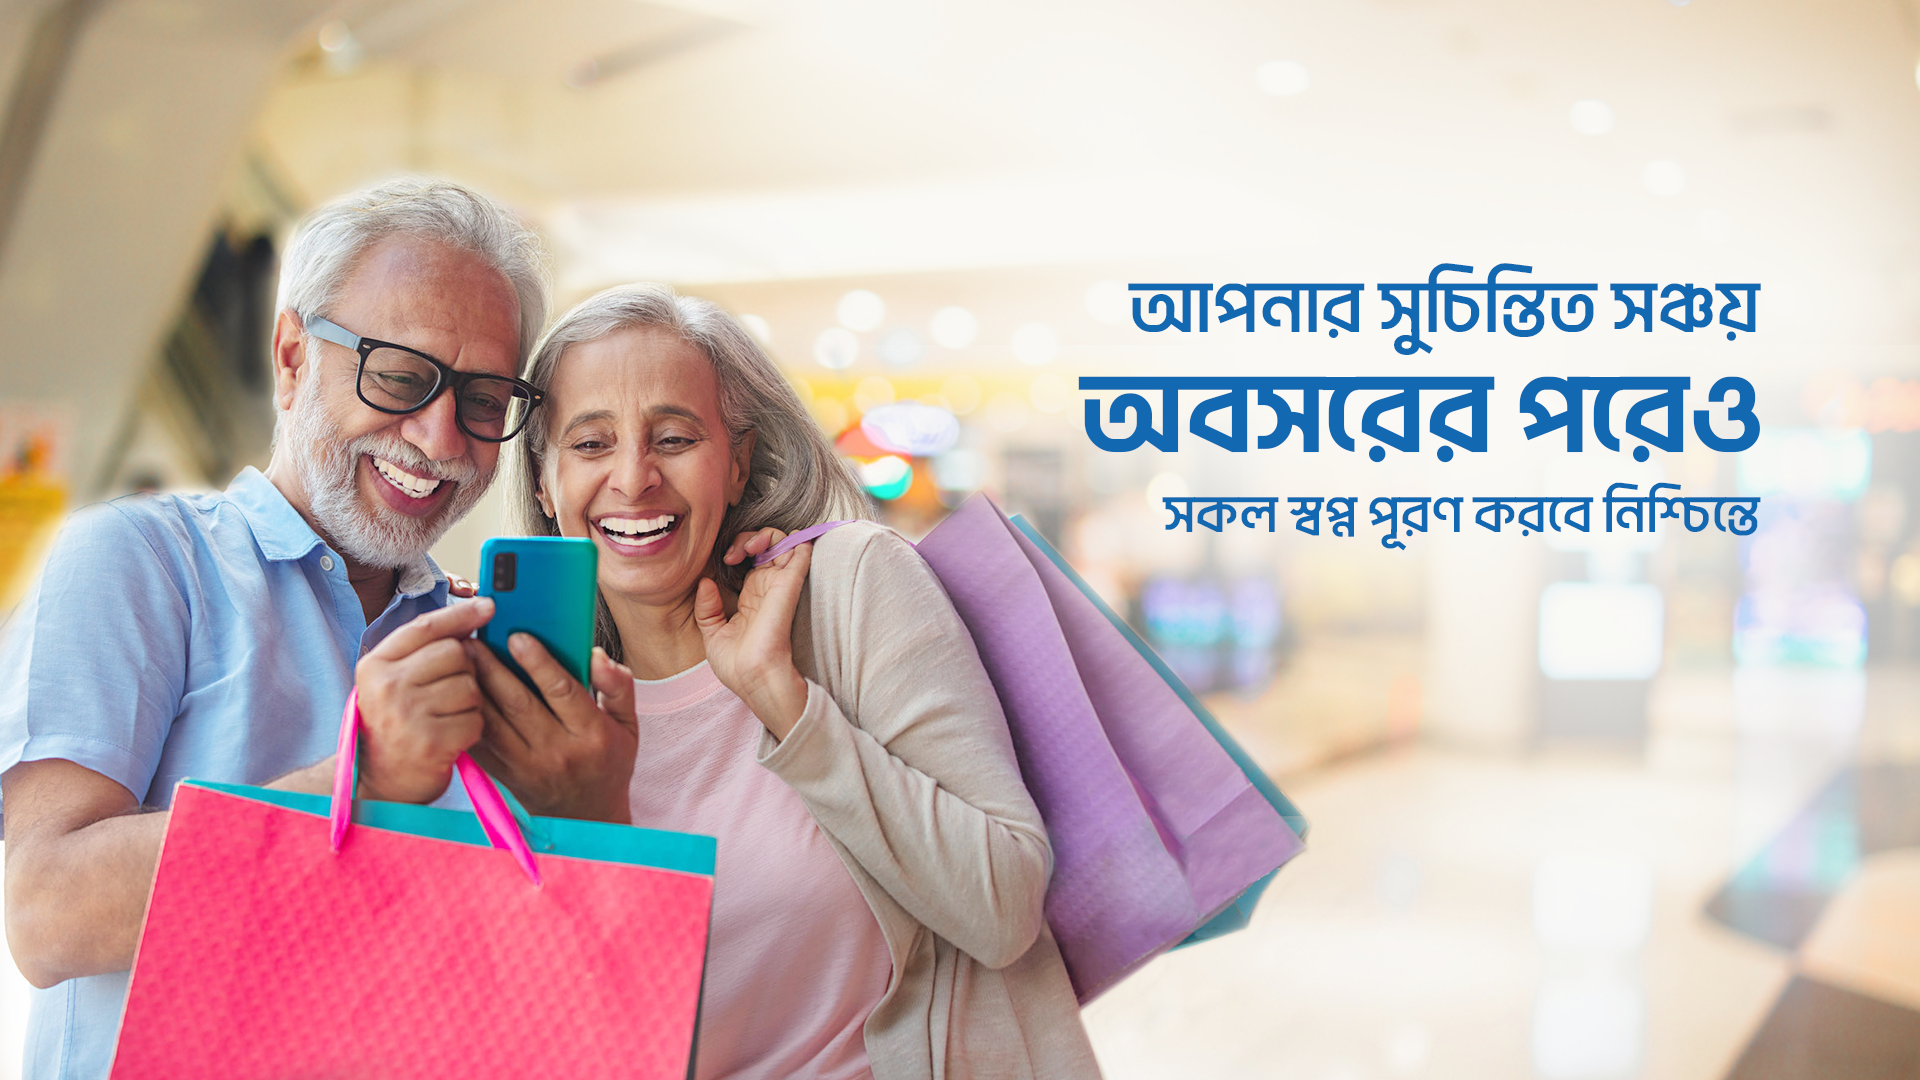 আপনার সুচিন্তিত সঞ্চয়
অবসরের পরেও
সকল স্বপ্ন পূরণ করবে নিশ্চিন্তে